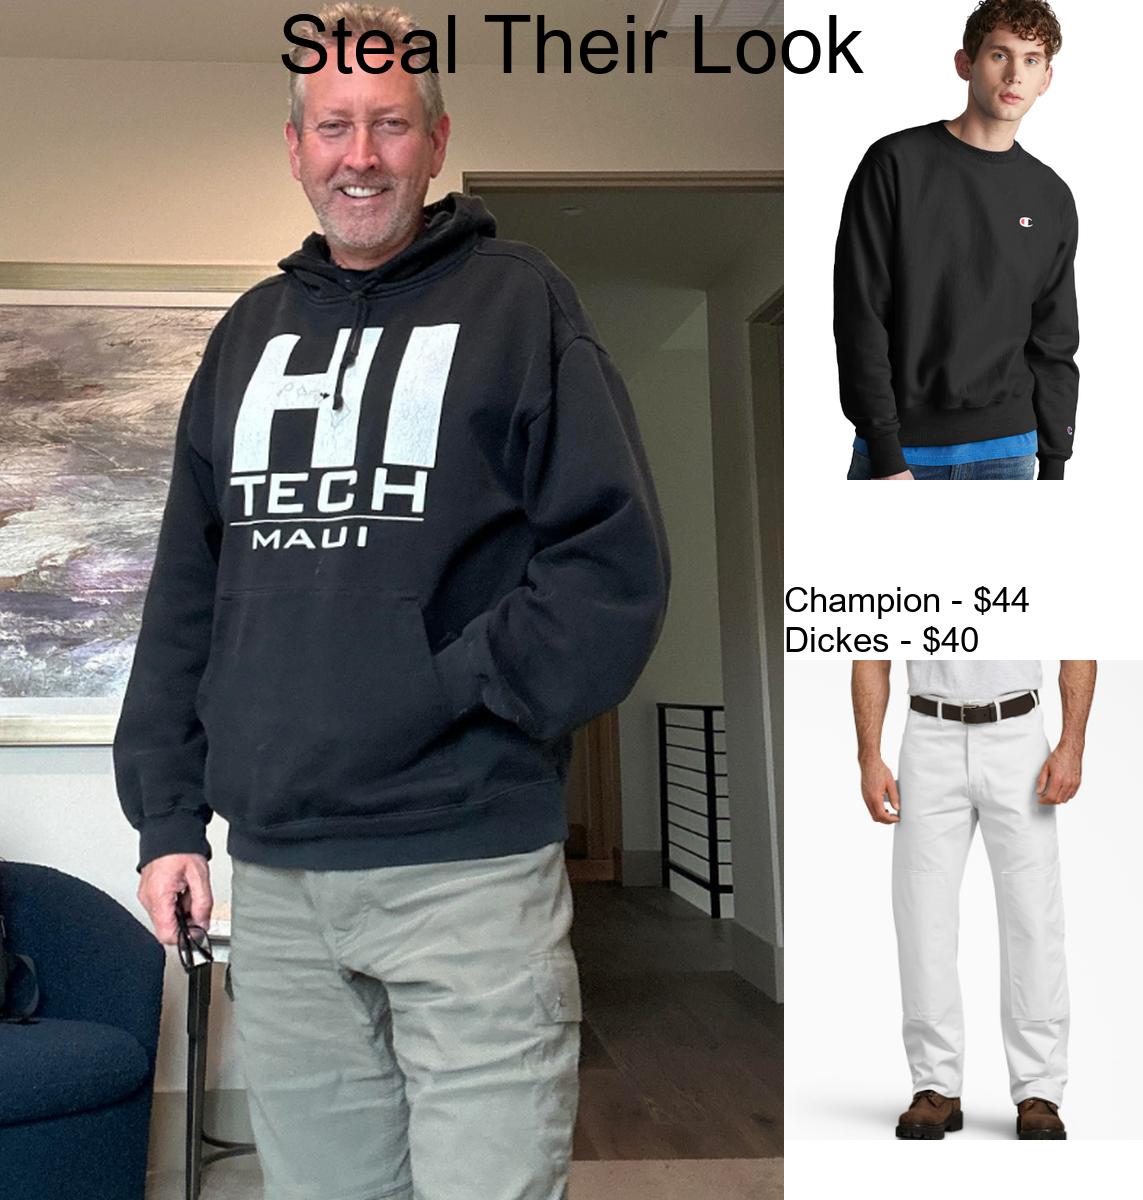 Steal Their Look
HI
TECH
MAUI
Champion - $44
Dickes - $40